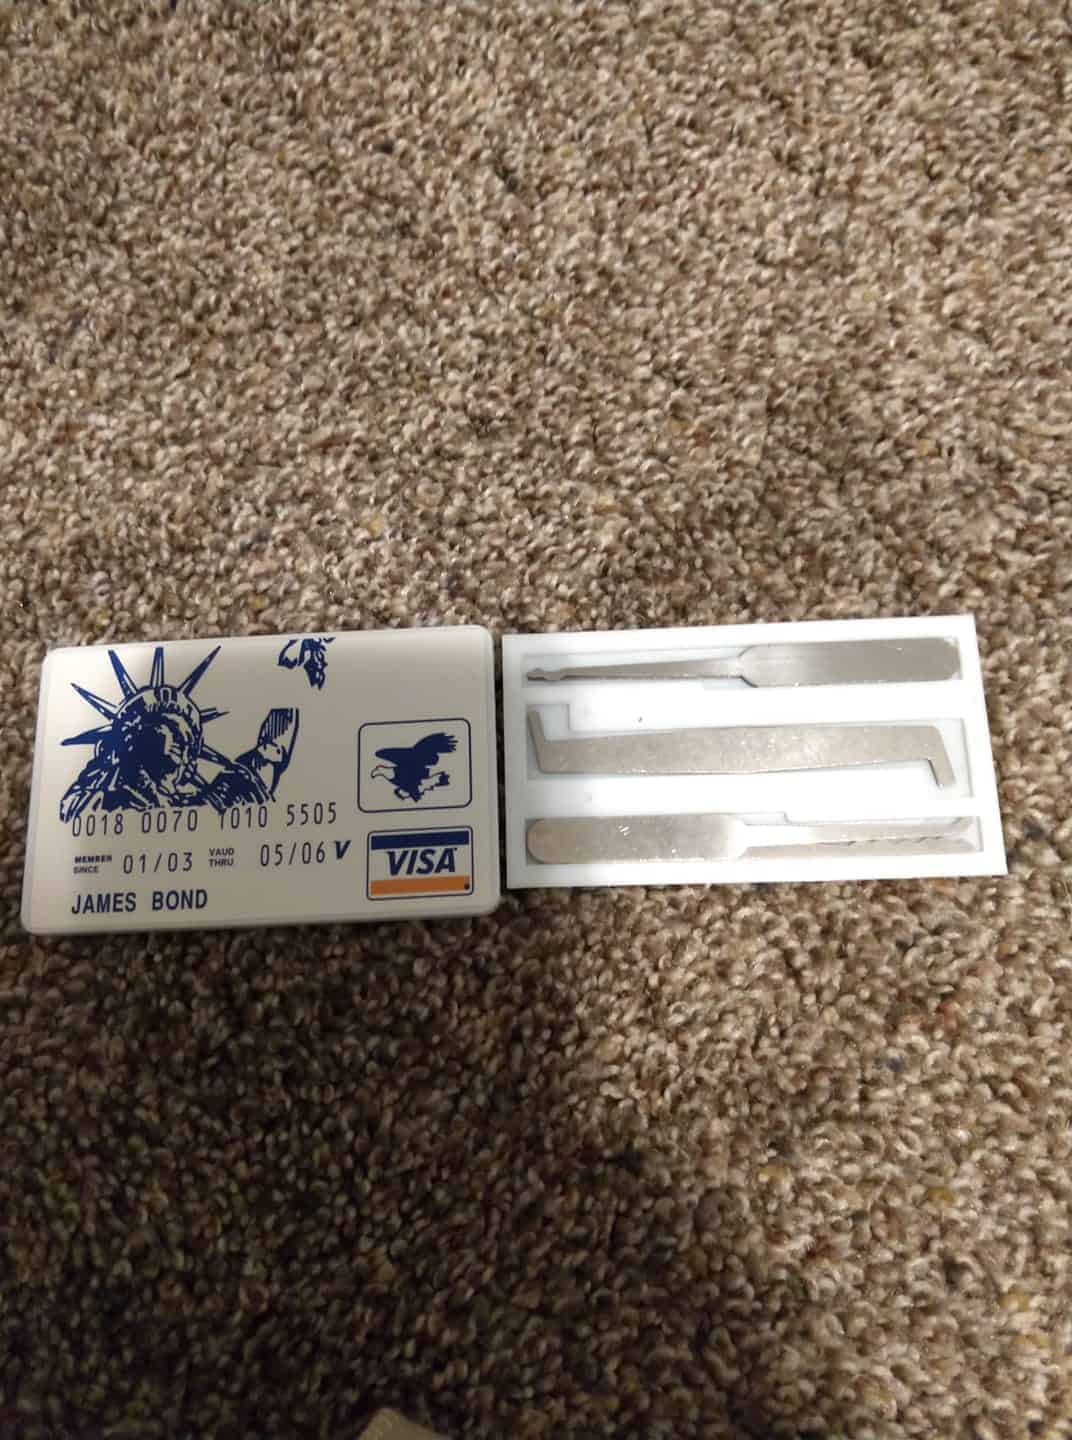 0018 0070 1010 5505
MEMBER SINCE 01/03 VAUD THRU 05/06 V
VISA
JAMES BOND